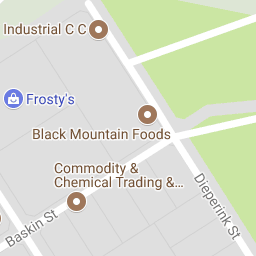 Industrial C C
Frosty's
Black Mountain Foods
Commodity &
Chemical Trading &...
Dieperink St
Baskin St